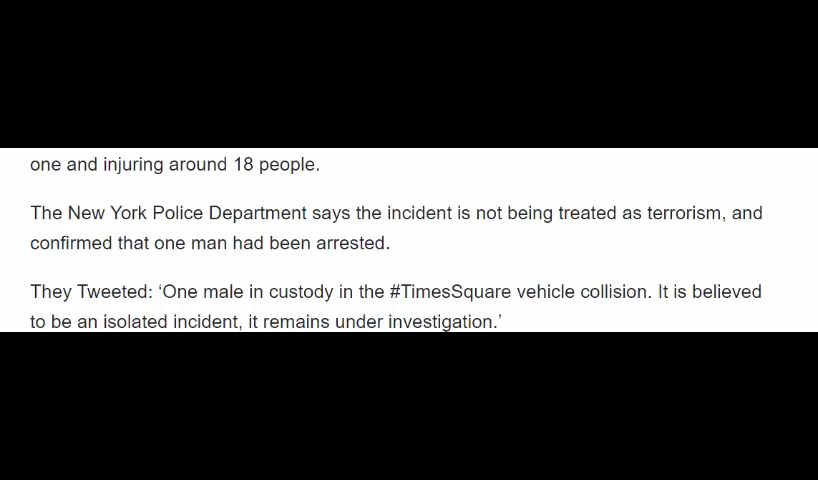 one and injuring around 18 people.
The New York Police Department says the incident is not being treated as terrorism, and
confirmed that one man had been arrested.
They Tweeted: ‘One male in custody in the #TimesSquare vehicle collision. It is believed
to be an isolated incident, it remains under investigation.’